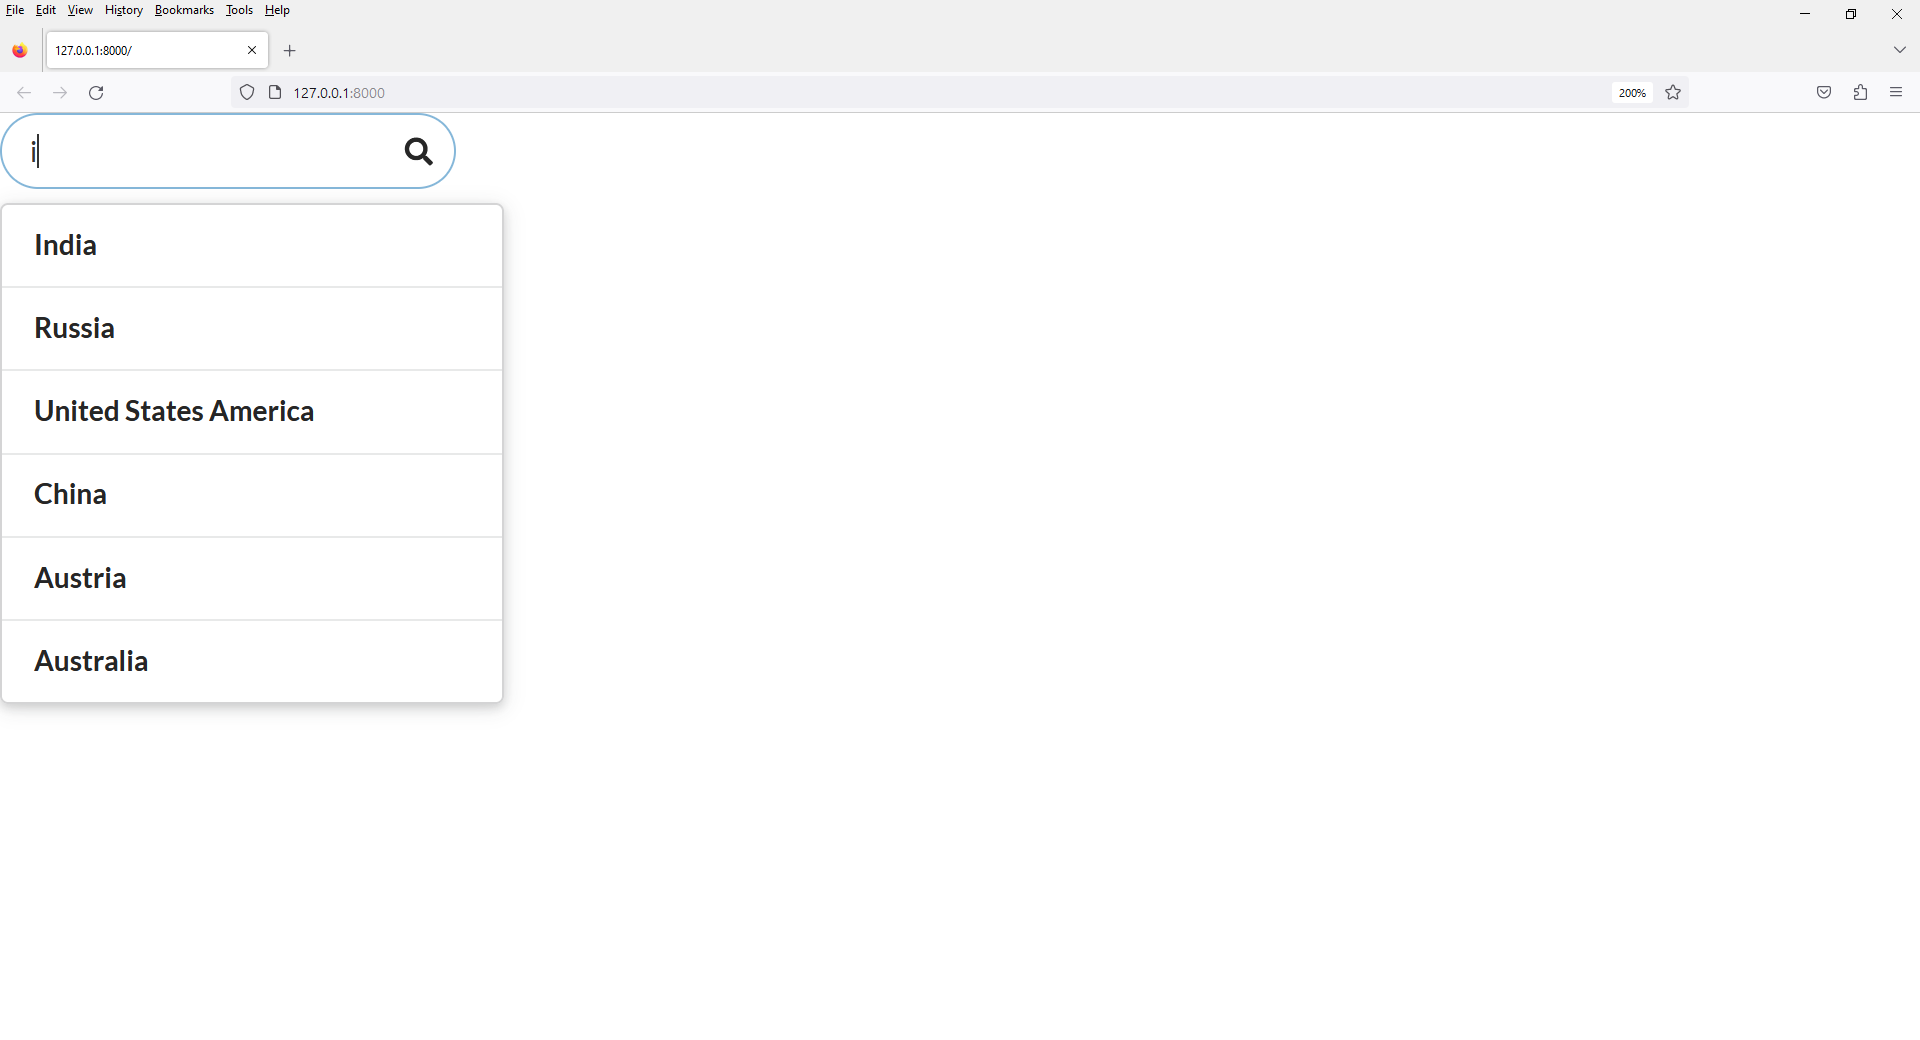 File Edit View History Bookmarks Tools Help
127.0.0.1:8000/
127.0.0.1:8000 200%
i
India
Russia
United States America
China
Austria
Australia